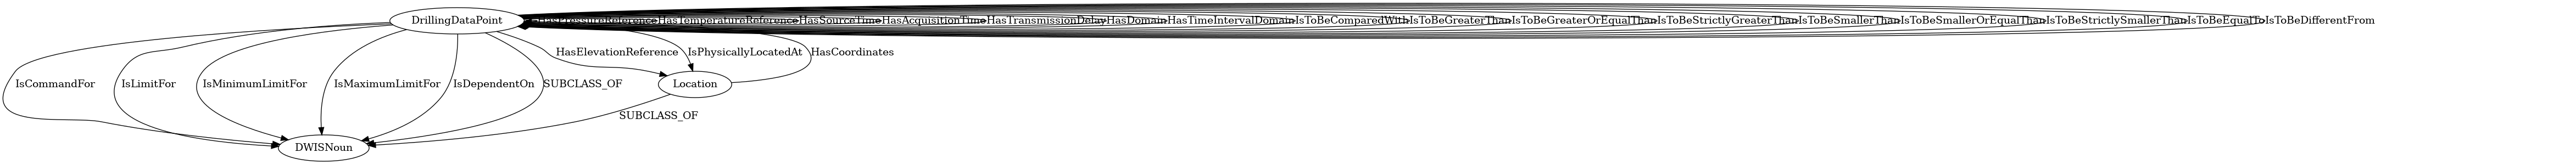 DrillingDataPoint
HasPressureReference
HasTemperatureReference
HasSourceTime
HasAcquisitionTime
HasTransmissionDelay
HasDomain
HasTimeIntervalDomain
IsToBeComparedWith
IsToBeGreaterThan
IsToBeGreaterOrEqualThan
IsToBeStrictlyGreaterThan
IsToBeSmallerThan
IsToBeSmallerOrEqualThan
IsToBeStrictlySmallerThan
IsToBeEqualTo
IsToBeDifferentFrom
HasElevationReference
IsPhysicallyLocatedAt
HasCoordinates
IsCommandFor
IsLimitFor
IsMinimumLimitFor
IsMaximumLimitFor
IsDependentOn
SUBCLASS_OF
Location
SUBCLASS_OF
DWISNoun